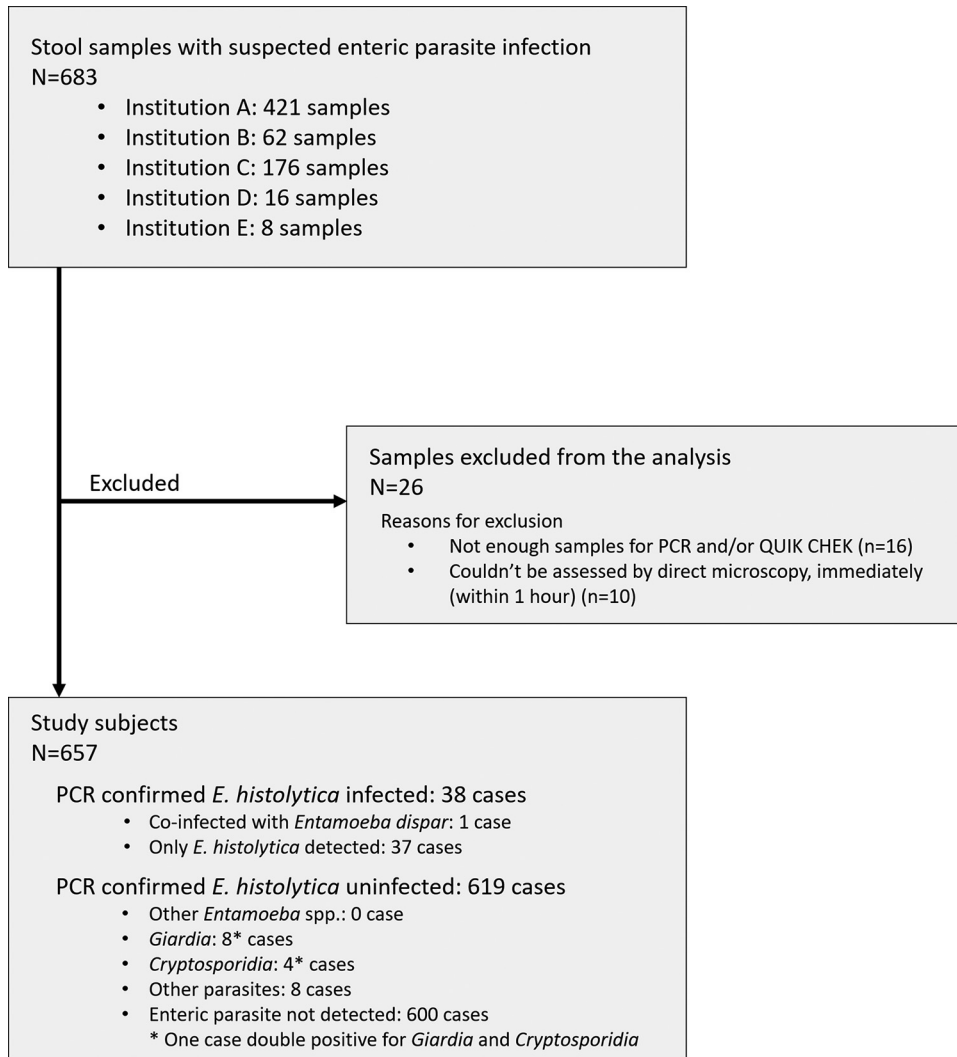 Stool samples with suspected enteric parasite infection
N=683
• Institution A: 421 samples
• Institution B: 62 samples
• Institution C: 176 samples
• Institution D: 16 samples
• Institution E: 8 samples
Excluded
Samples excluded from the analysis
N=26
Reasons for exclusion
• Not enough samples for PCR and/or QUIK CHEK (n=16)
• Couldn’t be assessed by direct microscopy, immediately
(within 1 hour) (n=10)
Study subjects
N=657
PCR confirmed E. histolytica infected: 38 cases
• Co-infected with Entamoeba dispar: 1 case
• Only E. histolytica detected: 37 cases
PCR confirmed E. histolytica uninfected: 619 cases
• Other Entamoeba spp.: 0 case
• Giardia: 8* cases
• Cryptosporidia: 4* cases
• Other parasites: 8 cases
• Enteric parasite not detected: 600 cases
* One case double positive for Giardia and Cryptosporidia